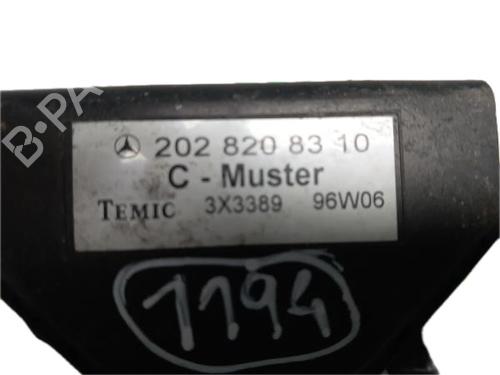 B-PA
202 820 83 10
C - Muster
TEMIC 3X3389 96W06
1194